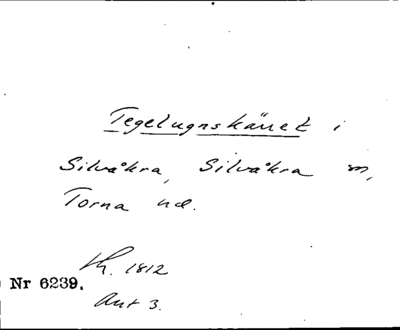 Tegelugnskärret i
Silvåkra, Silvåkra sn,
Torna hd.
Kh. 1812
Nr 6239.
Ant 3.